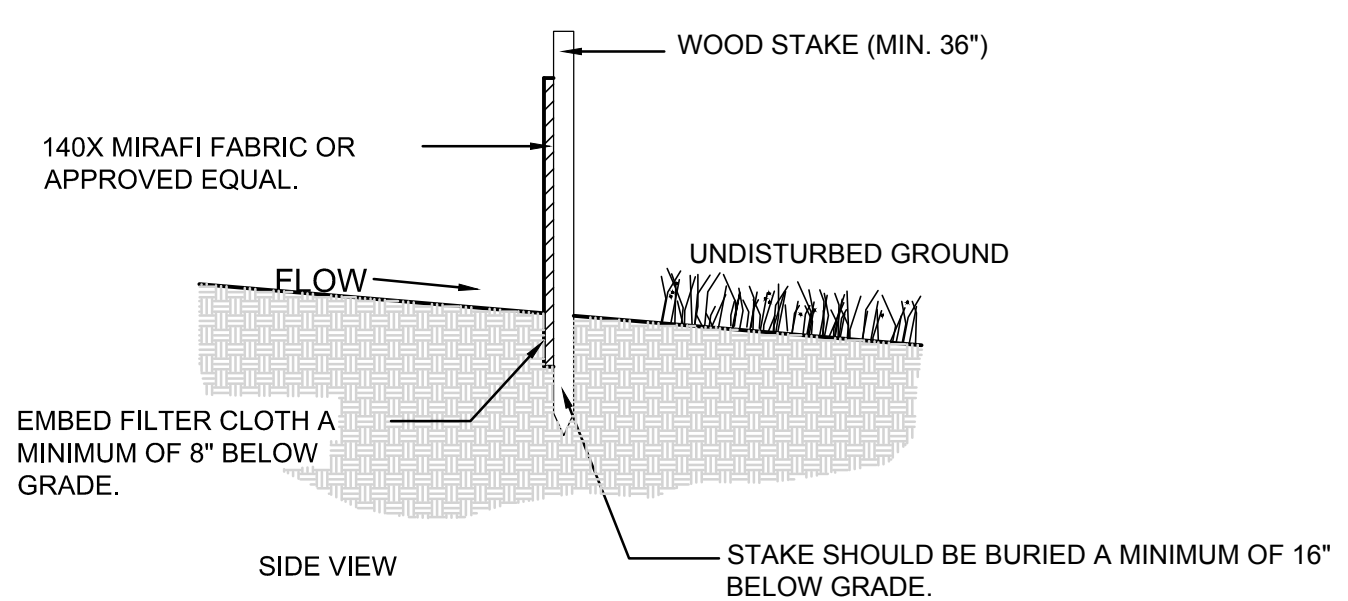 WOOD STAKE (MIN. 36")
140X MIRAFI FABRIC OR
APPROVED EQUAL.
UNDISTURBED GROUND
FLOW
EMBED FILTER CLOTH A
MINIMUM OF 8" BELOW
GRADE.
SIDE VIEW
STAKE SHOULD BE BURIED A MINIMUM OF 16"
BELOW GRADE.